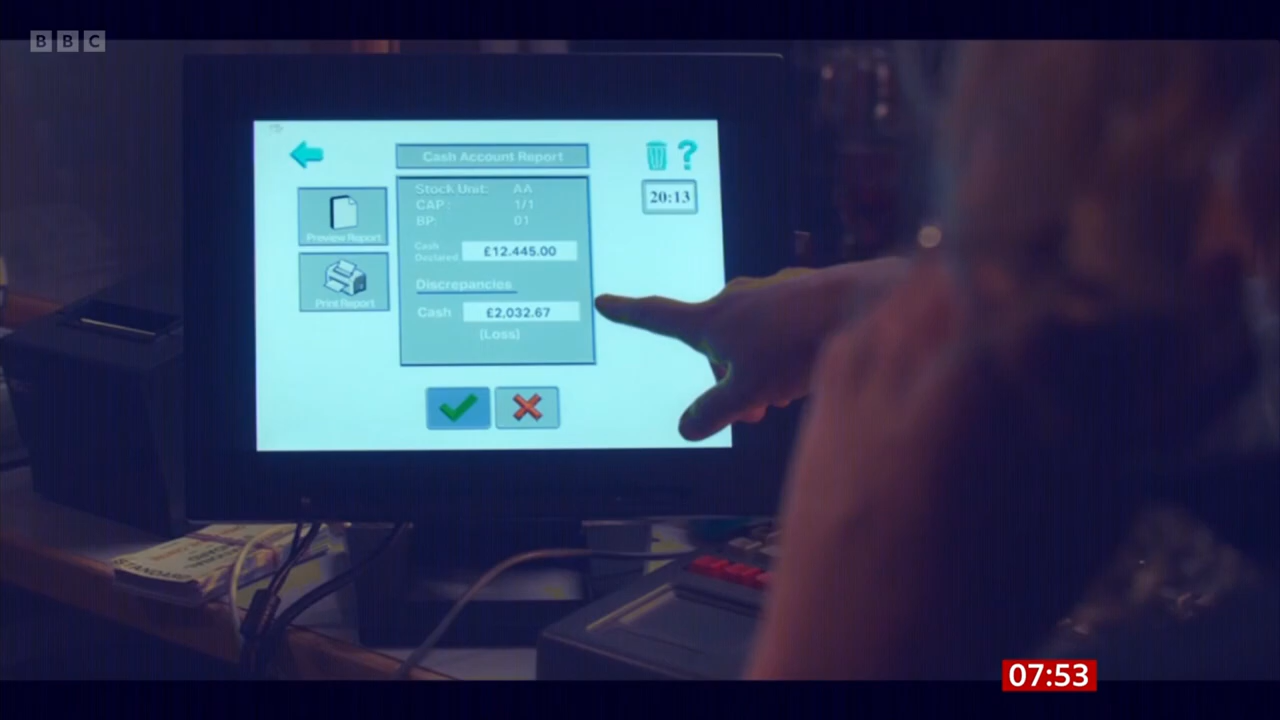 BBC
Cash Account Report
Stock Unit: AA
CAP: 1/1
BP: 01
Cash Declared £12.445.00
Discrepancies
Cash £2,032.67
(Loss)
Preview Report
Print Report
?
20:13
STANDARD
07:53